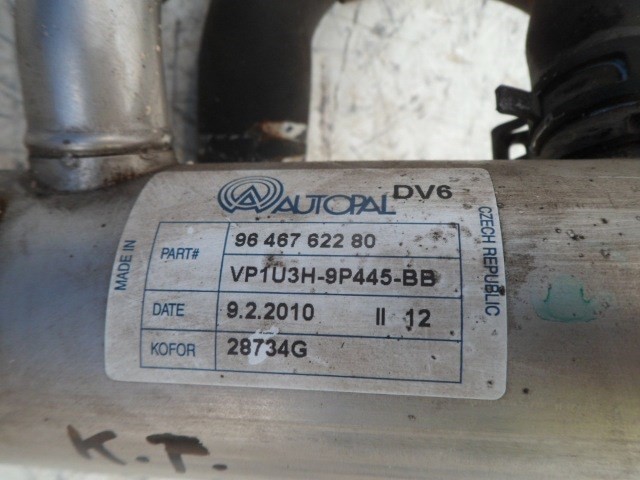 AUTOPAL DV6
MADE IN
CZECH REPUBLIC
PART# 96 467 622 80
VP1U3H-9P445-BB
DATE 9.2.2010 II 12
KOFOR 28734G
K.T.